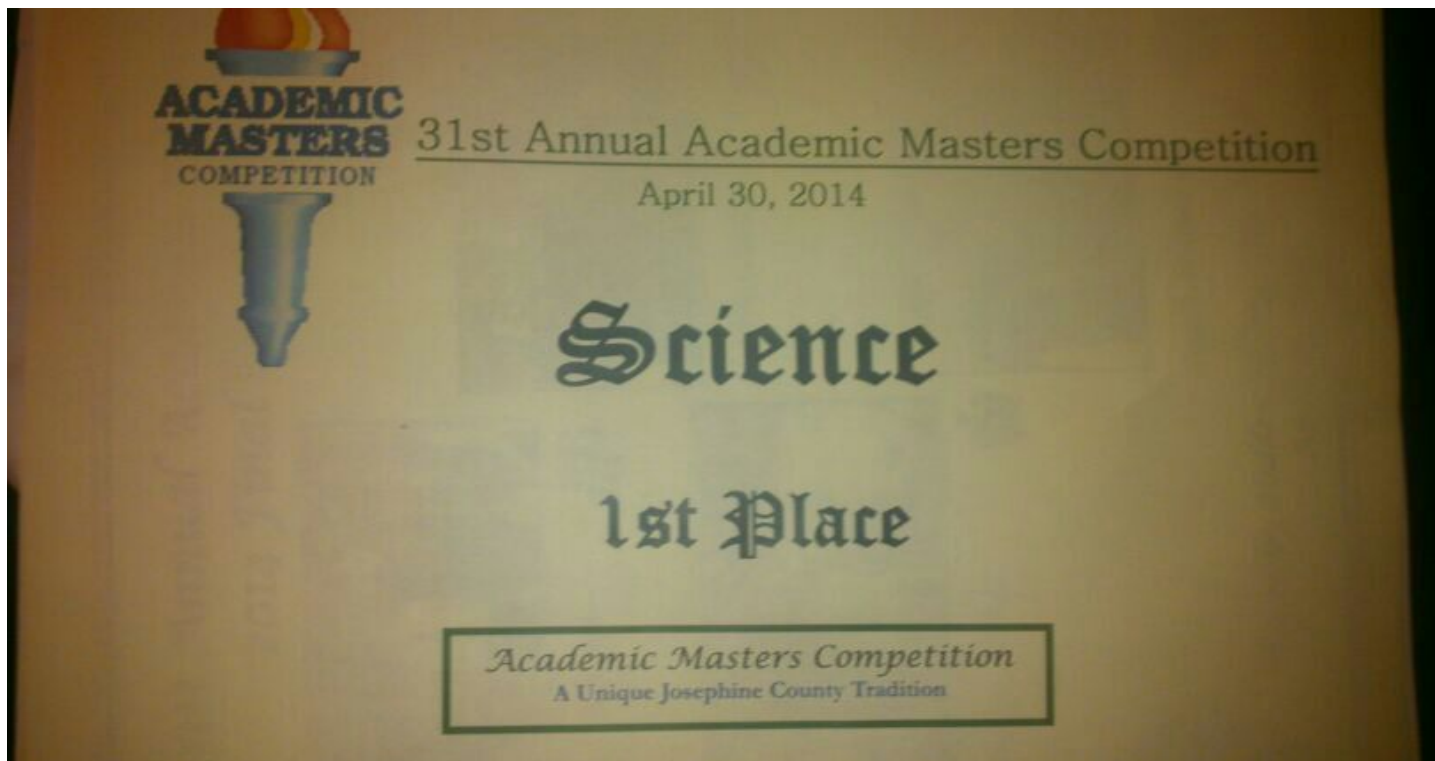 ACADEMIC
MASTERS
COMPETITION
31st Annual Academic Masters Competition
April 30, 2014
Science
1st Place
Academic Masters Competition
A Unique Josephine County Tradition